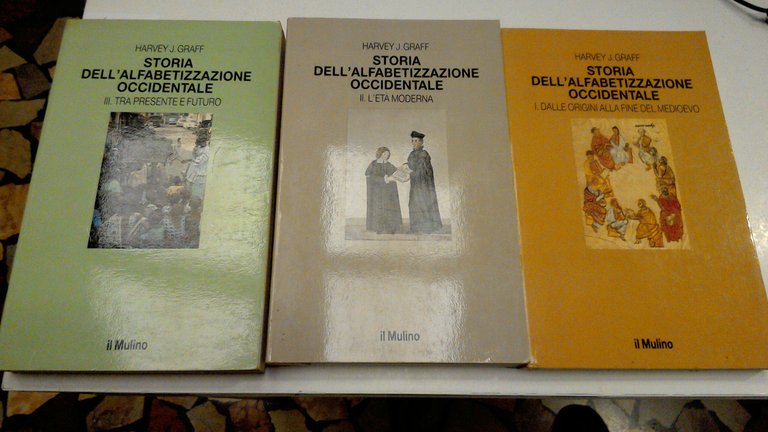 HARVEY J. GRAFF
STORIA
DELL'ALFABETIZZAZIONE
OCCIDENTALE
III. TRA PRESENTE E FUTURO
il Mulino
HARVEY J. GRAFF
STORIA
DELL'ALFABETIZZAZIONE
OCCIDENTALE
II. L'ETA MODERNA
il Mulino
HARVEY J. GRAFF
STORIA
DELL'ALFABETIZZAZIONE
OCCIDENTALE
I. DALLE ORIGINI ALLA FINE DEL MEDIOEVO
il Mulino